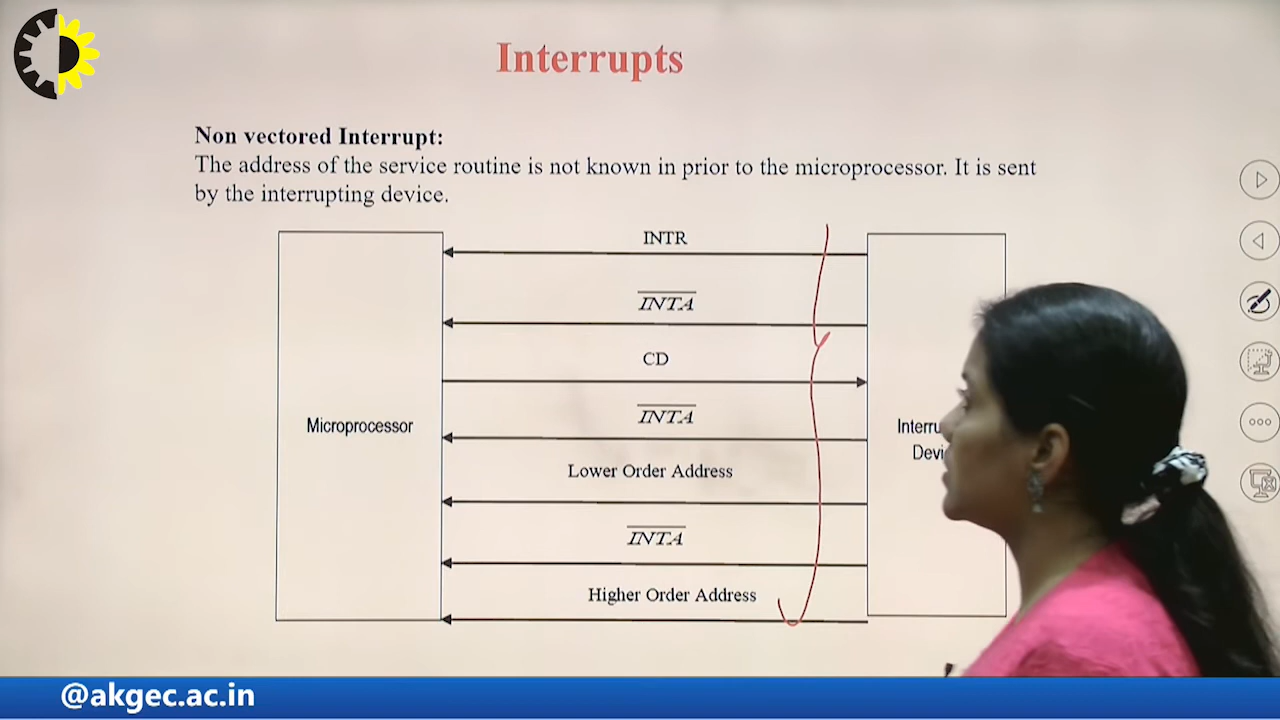 Interrupts
Non vectored Interrupt:
The address of the service routine is not known in prior to the microprocessor. It is sent
by the interrupting device.
INTR
INTA
CD
INTA
Microprocessor
Lower Order Address
INTA
Higher Order Address
@akgec.ac.in